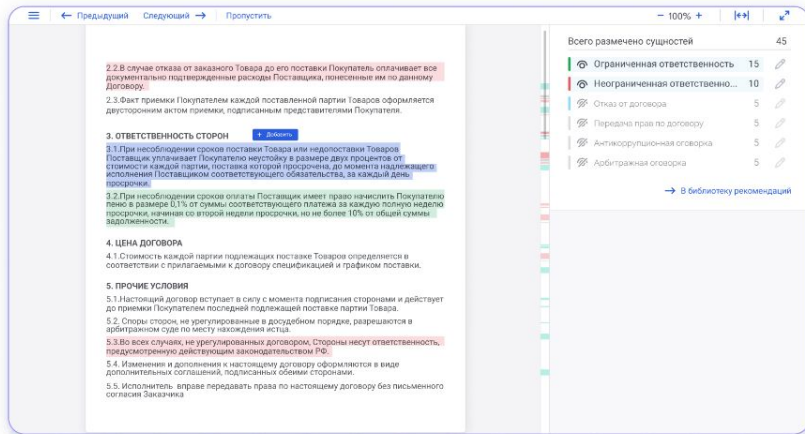 ← Предыдущий Следующий → Пропустить
− 100% +
2.2.В случае отказа от заказного Товара до его поставки Покупатель оплачивает все
документально подтвержденные расходы Поставщика, понесенные им по данному
Договору.
2.3.Факт приемки Покупателем каждой поставленной партии Товаров оформляется
двусторонним актом приемки, подписанным представителями Покупателя.
3. ОТВЕТСТВЕННОСТЬ СТОРОН
+ Добавить
3.1.При несоблюдении сроков поставки Товара или недопоставки Товаров
Поставщик уплачивает Покупателю неустойку в размере двух процентов от
стоимости каждой партии, поставка которой просрочена, до момента надлежащего
исполнения Поставщиком соответствующего обязательства, за каждый день
просрочки.
3.2.При несоблюдении сроков оплаты Поставщик имеет право начислить Покупателю
пеню в размере 0,1% от суммы соответствующего платежа за каждую полную неделю
просрочки, начиная со второй недели просрочки, но не более 10% от общей суммы
задолженности.
4. ЦЕНА ДОГОВОРА
4.1.Стоимость каждой партии подлежащих поставке Товаров определяется в
соответствии с прилагаемыми к договору спецификацией и графиком поставки.
5. ПРОЧИЕ УСЛОВИЯ
5.1.Настоящий договор вступает в силу с момента подписания сторонами и действует
до приемки Покупателем последней подлежащей поставке партии Товара.
5.2. Споры сторон, не урегулированные в досудебном порядке, разрешаются в
арбитражном суде по месту нахождения истца.
5.3.Во всех случаях, не урегулированных договором, Стороны несут ответственность,
предусмотренную действующим законодательством РФ.
5.4. Изменения и дополнения к настоящему договору оформляются в виде
дополнительных соглашений, подписанных обеими сторонами.
5.5. Исполнитель вправе передавать права по настоящему договору без письменного
согласия Заказчика
Всего размечено сущностей 45
Ограниченная ответственность 15
Неограниченная ответственно... 10
Отказ от договора 5
Передача прав по договору 5
Антикоррупционная оговорка 5
Арбитражная оговорка 5
→ В библиотеку рекомендаций